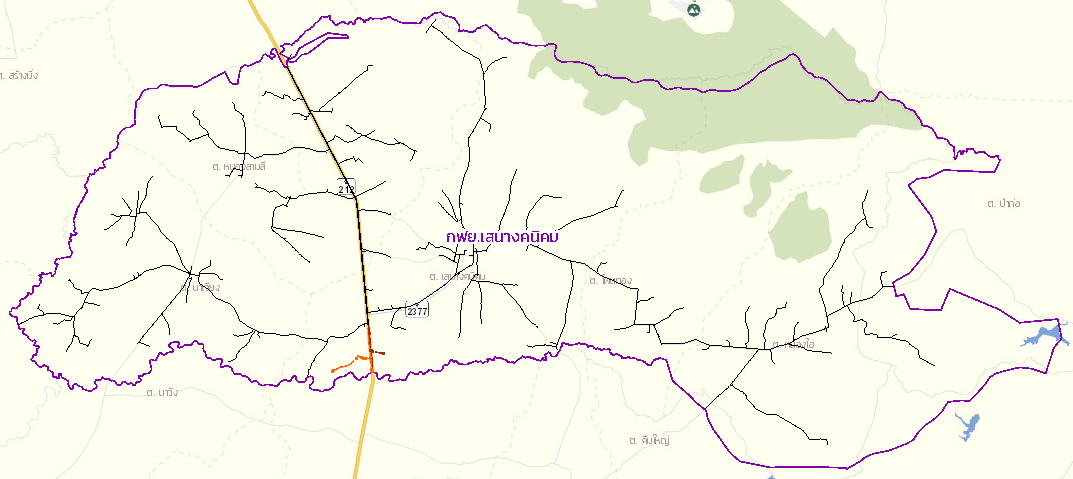 ต. สร้างมิ่ง
ต. หนองสามสี
212
ต. ป่าก่อ
กฟย.เสนางคนิคม
ต. เสนางคนิคม
ต. โพนทอง
ต. นาเวียง
2377
ต. หนองไฮ
ต. นาวัง
ต. คึมใหญ่